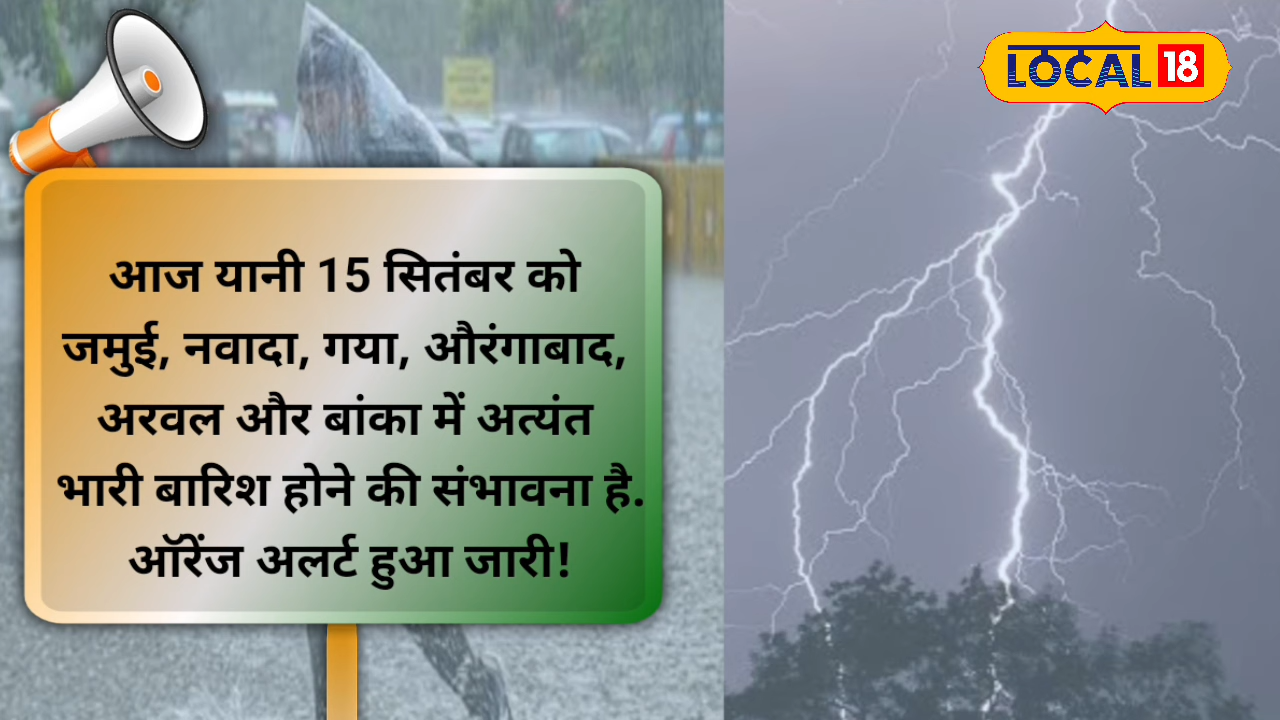 LOCAL 18
आज यानी 15 सितंबर को
जमुई, नवादा, गया, औरंगाबाद,
अरवल और बांका में अत्यंत
भारी बारिश होने की संभावना है.
ऑरेंज अलर्ट हुआ जारी!